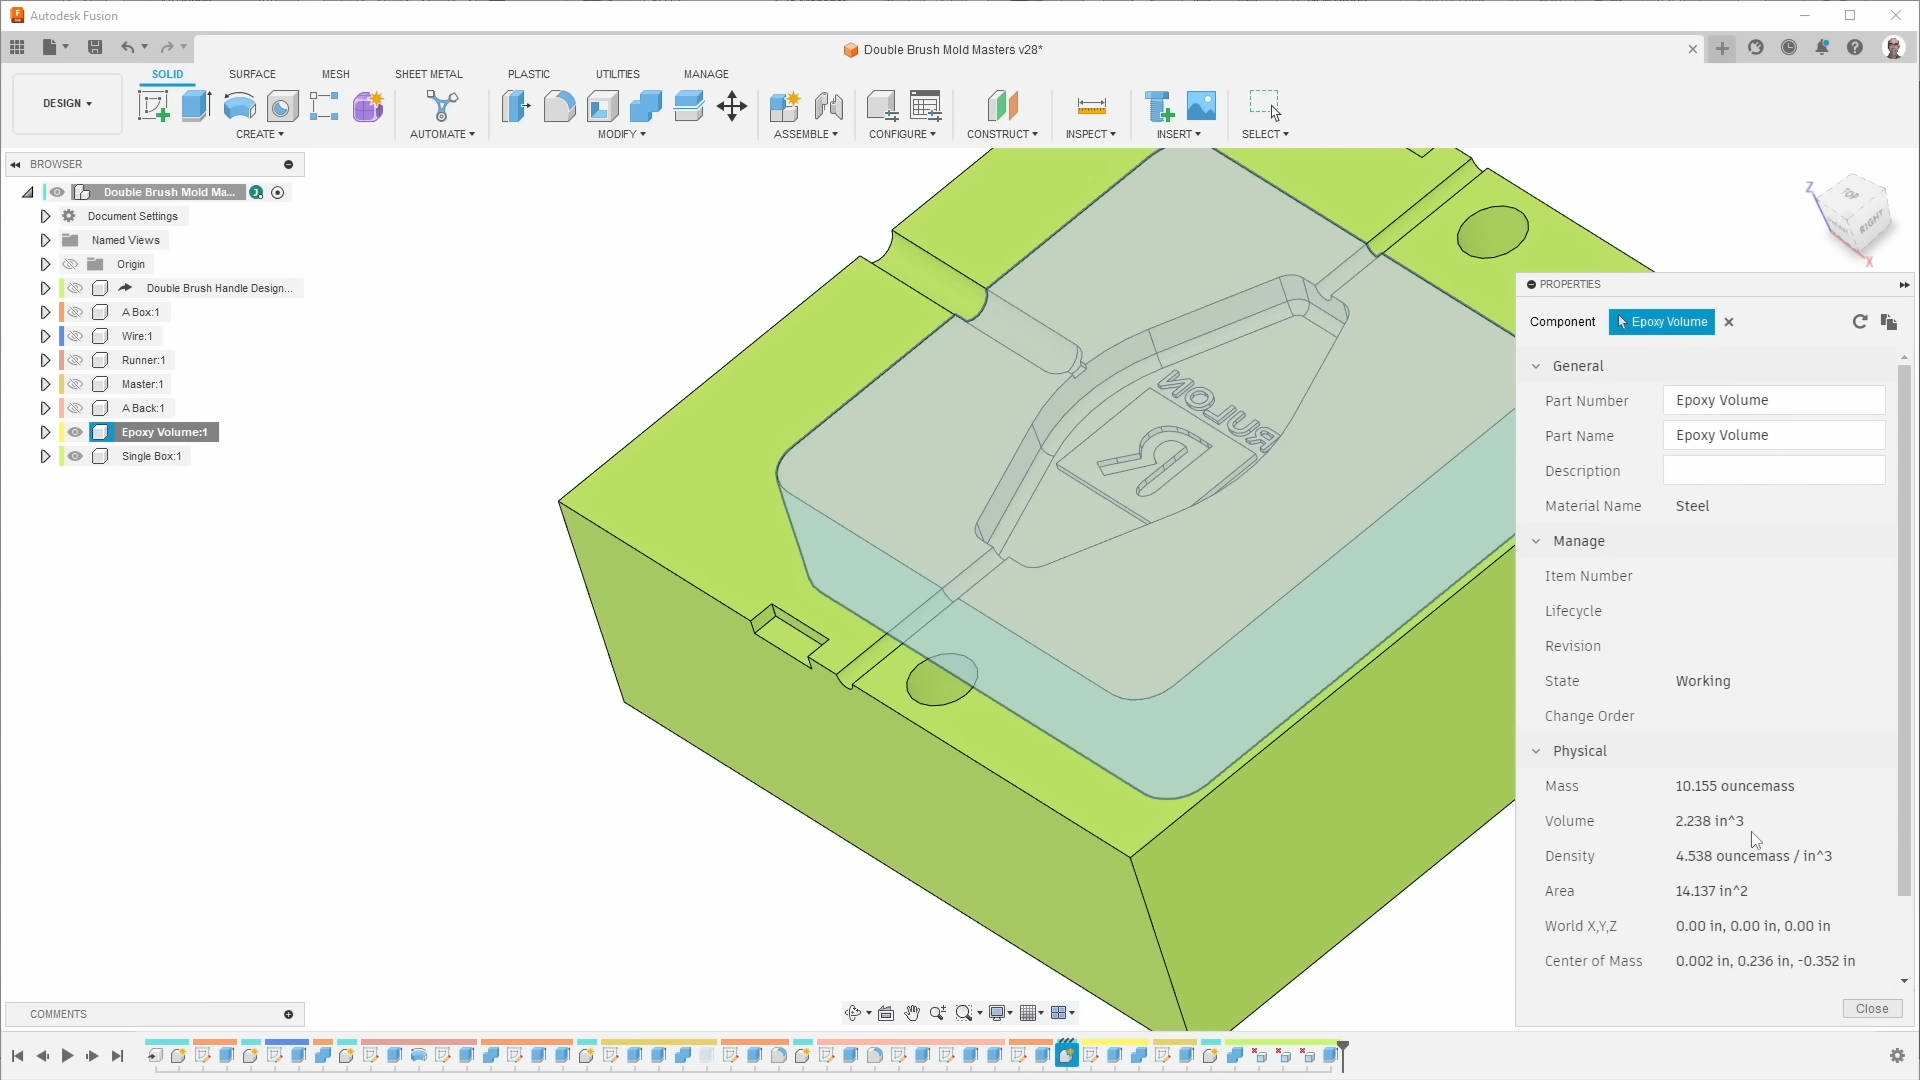 Autodesk Fusion
Double Brush Mold Masters v28*
DESIGN
SOLID
SURFACE
MESH
SHEET METAL
PLASTIC
UTILITIES
MANAGE
CREATE
AUTOMATE
MODIFY
ASSEMBLE
CONFIGURE
CONSTRUCT
INSPECT
INSERT
SELECT
BROWSER
Double Brush Mold Ma...
Document Settings
Named Views
Origin
Double Brush Handle Design...
A Box:1
Wire:1
Runner:1
Master:1
A Back:1
Epoxy Volume:1
Single Box:1
RUILOIN
R
Z
TOP
RIGHT
X
PROPERTIES
Component
Epoxy Volume
General
Part Number
Epoxy Volume
Part Name
Epoxy Volume
Description
Material Name
Steel
Manage
Item Number
Lifecycle
Revision
State
Working
Change Order
Physical
Mass
10.155 ouncemass
Volume
2.238 in^3
Density
4.538 ouncemass / in^3
Area
14.137 in^2
World X,Y,Z
0.00 in, 0.00 in, 0.00 in
Center of Mass
0.002 in, 0.236 in, -0.352 in
Close
COMMENTS